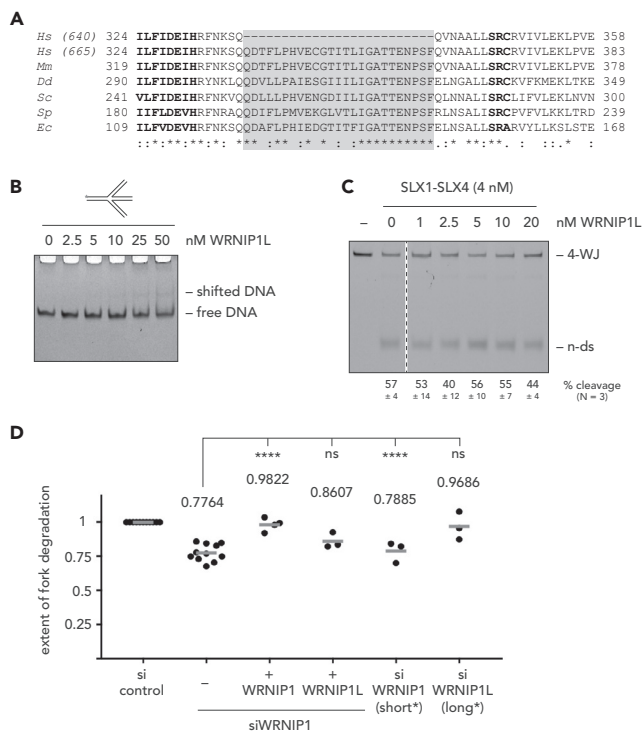 A
Hs (640) 324 ILFIDEIHRFNKSQ-------------------------QVNAALLSRCRVIVLEKLPVE 358
Hs (665) 324 ILFIDEIHRFNKSQQDTFLPHVECGTITLIGATTENPSFQVNAALLSRCRVIVLEKLPVE 383
Mm 319 ILFIDEIHRFNKSQQDTFLPHVECGTITLIGATTENPSFQVNAALLSRCRVIVLEKLPVE 378
Dd 290 ILFIDEIHRYNKLQQDVLLPAIESGIIILIGATTENPSFELNGALLSRCKVFKMEKLTKE 349
Sc 241 VLFIDEIHRFNKVQQDLLLPHVENGDIILIGATTENPSFQLNNALISRCLIFVLEKLNVN 300
Sp 180 IIFLDEVHRFNRAQQDIFLPMVEKGLVTLIGATTENPSFRLNSALISRCPVFVLKKLTRD 239
Ec 109 ILFVDEVHRFNKSQQDAFLPHIEDGTITFIGATTENPSFELNSALLSRARVYLLKSLSTE 168
B
0 2.5 5 10 25 50 nM WRNIP1L
– shifted DNA
– free DNA
C
SLX1-SLX4 (4 nM)
– 0 1 2.5 5 10 20 nM WRNIP1L
– 4-WJ
– n-ds
57 53 40 56 55 44 % cleavage
± 4 ± 14 ± 12 ± 10 ± 7 ± 4 (N = 3)
D
**** ns **** ns
0.7764 0.9822 0.8607 0.7885 0.9686
extent of fork degradation
1
0.75
0.5
0.25
si control
–
+ WRNIP1
+ WRNIP1L
si WRNIP1 (short*)
si WRNIP1L (long*)
siWRNIP1